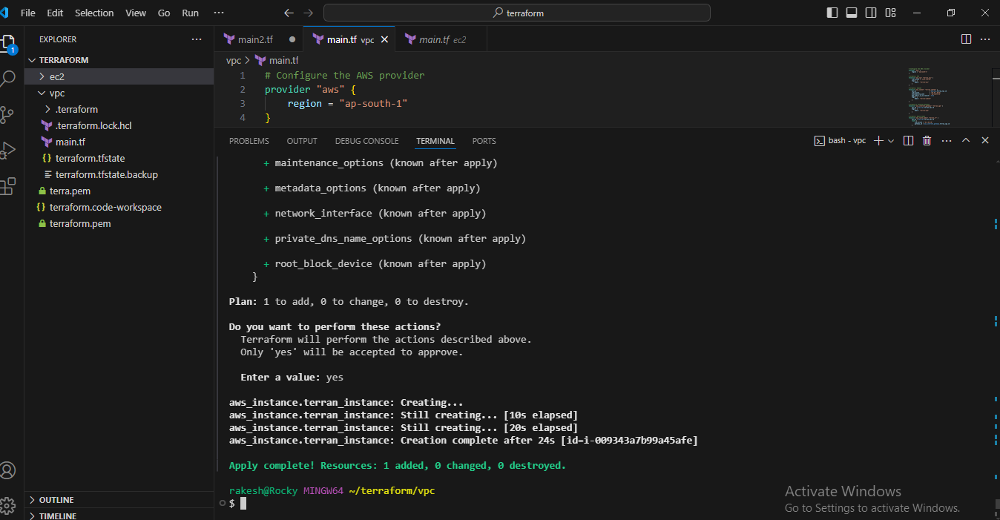 File Edit Selection View Go Run ··· terraform
EXPLORER ···
main2.tf main.tf vpc main.tf ec2 ···
TERRAFORM
ec2
vpc
.terraform
.terraform.lock.hcl
main.tf
terraform.tfstate
terraform.tfstate.backup
terra.pem
terraform.code-workspace
terraform.pem
OUTLINE
TIMELINE
1
vpc > main.tf
1 # Configure the AWS provider
2 provider "aws" {
3 region = "ap-south-1"
4 }
PROBLEMS OUTPUT DEBUG CONSOLE TERMINAL PORTS bash - vpc ···
+ maintenance_options (known after apply)
+ metadata_options (known after apply)
+ network_interface (known after apply)
+ private_dns_name_options (known after apply)
+ root_block_device (known after apply)
}
Plan: 1 to add, 0 to change, 0 to destroy.
Do you want to perform these actions?
Terraform will perform the actions described above.
Only 'yes' will be accepted to approve.
Enter a value: yes
aws_instance.terran_instance: Creating...
aws_instance.terran_instance: Still creating... [10s elapsed]
aws_instance.terran_instance: Still creating... [20s elapsed]
aws_instance.terran_instance: Creation complete after 24s [id=i-009343a7b99a45afe]
Apply complete! Resources: 1 added, 0 changed, 0 destroyed.
rakesh@Rocky MINGW64 ~/terraform/vpc
$
Activate Windows
Go to Settings to activate Windows.